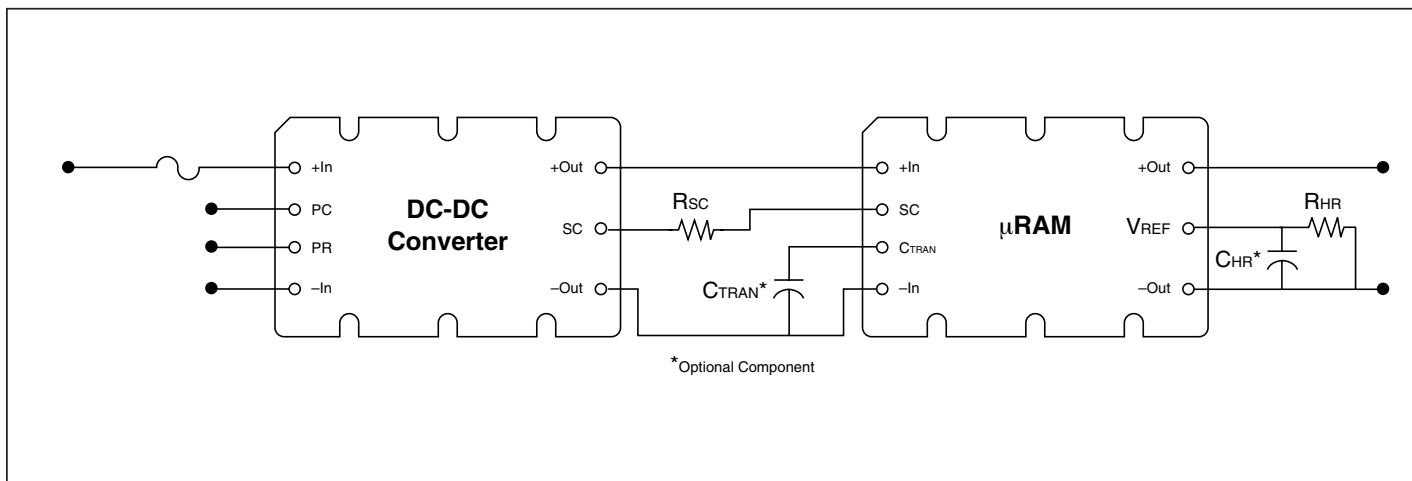 +In
PC
PR
–In
DC-DC
Converter
+Out
SC
–Out
RSC
CTRAN*
+In
SC
CTRAN
–In
µRAM
+Out
VREF
–Out
RHR
CHR*
*Optional Component